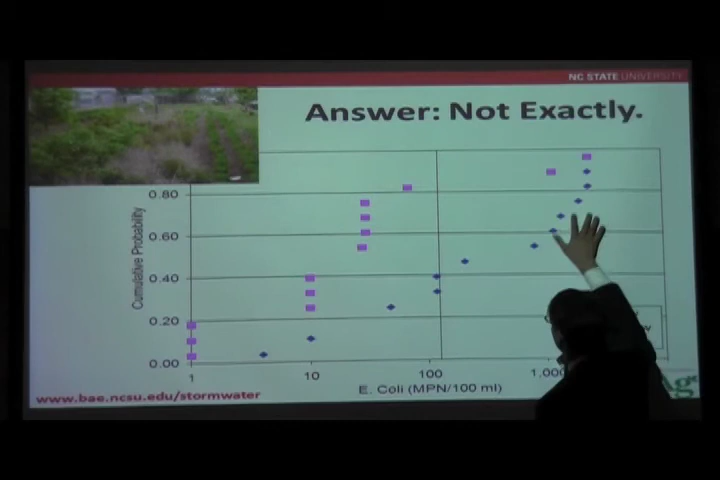 NC STATE UNIVERSITY
Answer: Not Exactly.
0.80
0.60
0.40
0.20
0.00
Cumulative Probability
1
10
100
1,000
E. Coli (MPN/100 ml)
www.bae.ncsu.edu/stormwater